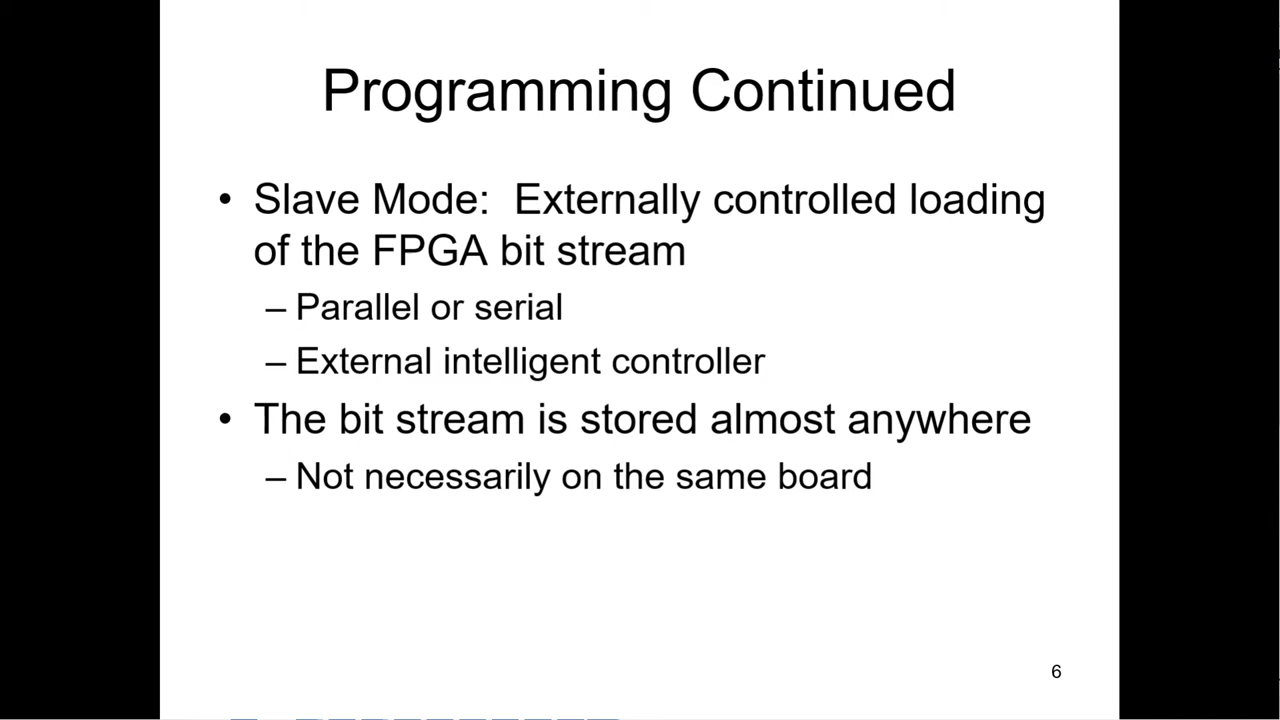 Programming Continued
• Slave Mode:  Externally controlled loading
of the FPGA bit stream
– Parallel or serial
– External intelligent controller
• The bit stream is stored almost anywhere
– Not necessarily on the same board
6